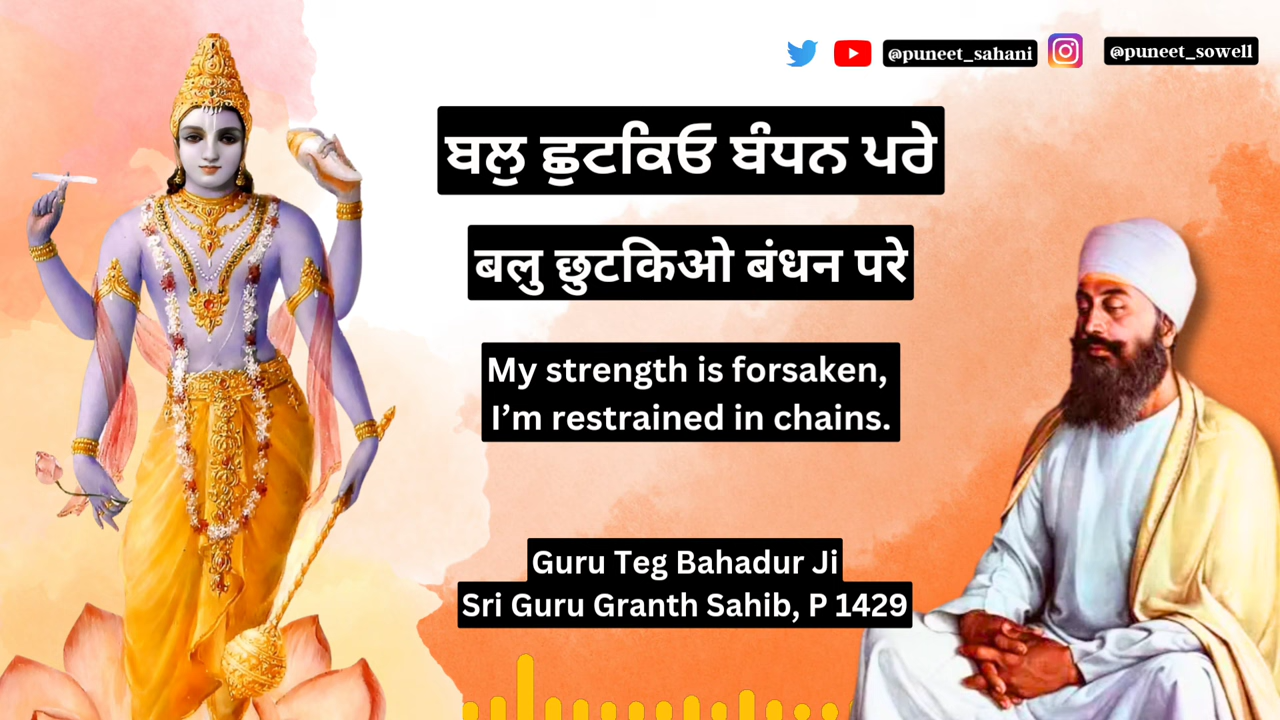 @puneet_sahani @puneet_sowell
ਬਲੁ ਛੁਟਕਿਓ ਬੰਧਨ ਪਰੇ
बलु छुटकिओ बंधन परे
My strength is forsaken,
I’m restrained in chains.
Guru Teg Bahadur Ji
Sri Guru Granth Sahib, P 1429